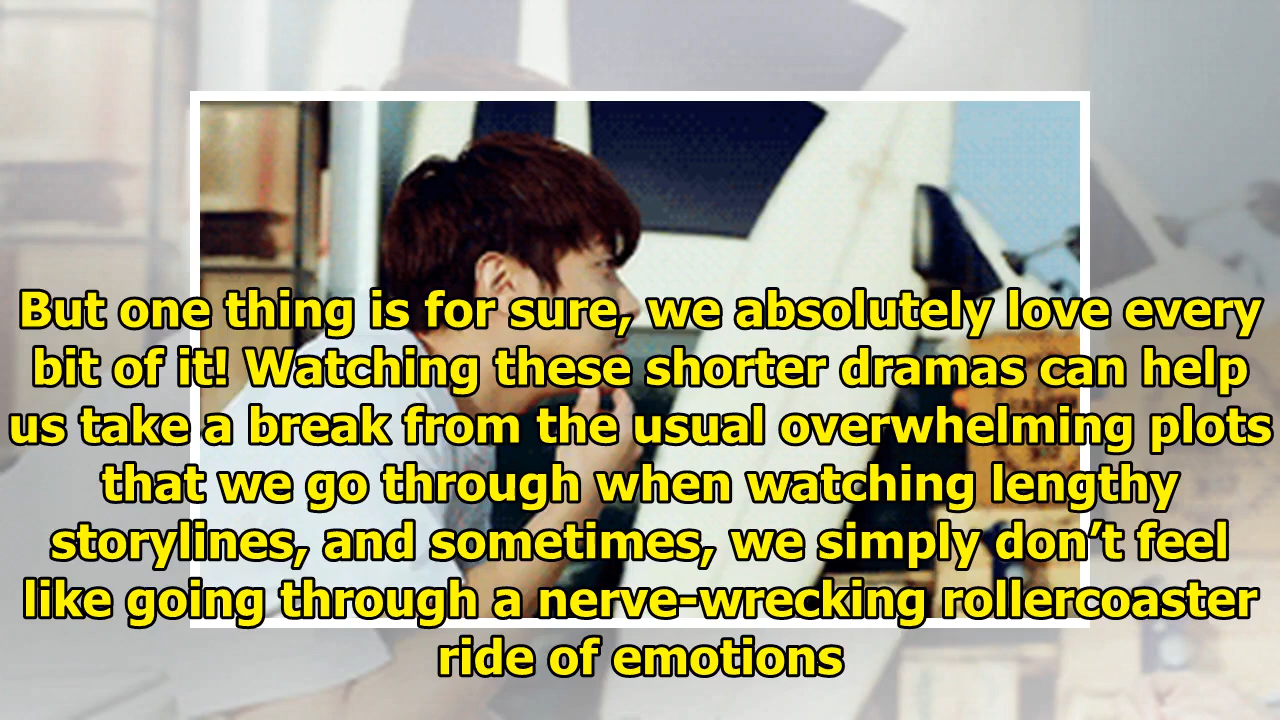 But one thing is for sure, we absolutely love every
bit of it! Watching these shorter dramas can help
us take a break from the usual overwhelming plots
that we go through when watching lengthy
storylines, and sometimes, we simply don’t feel
like going through a nerve-wrecking rollercoaster
ride of emotions